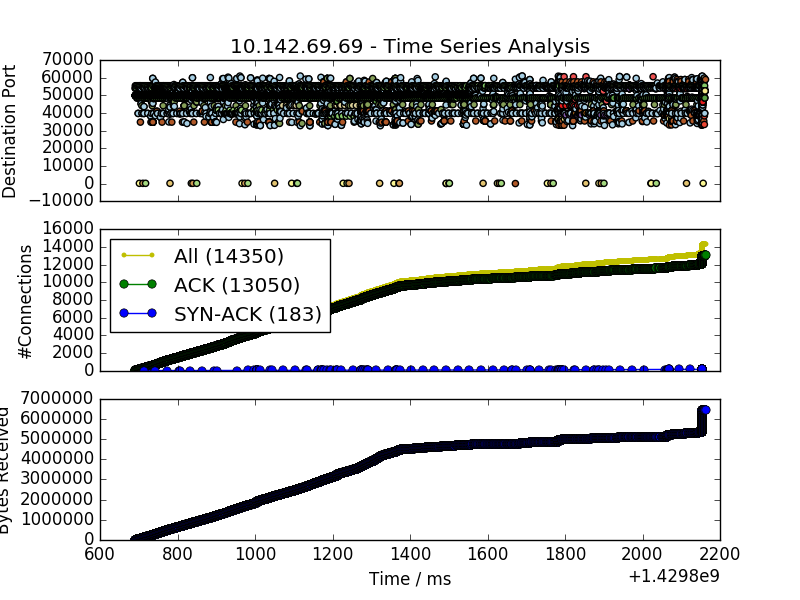 10.142.69.69 - Time Series Analysis
70000
60000
50000
40000
30000
20000
10000
0
−10000
Destination Port
16000
14000
12000
10000
8000
6000
4000
2000
0
#Connections
All (14350)
ACK (13050)
SYN-ACK (183)
7000000
6000000
5000000
4000000
3000000
2000000
1000000
0
Bytes Received
600 800 1000 1200 1400 1600 1800 2000 2200
Time / ms
+1.4298e9